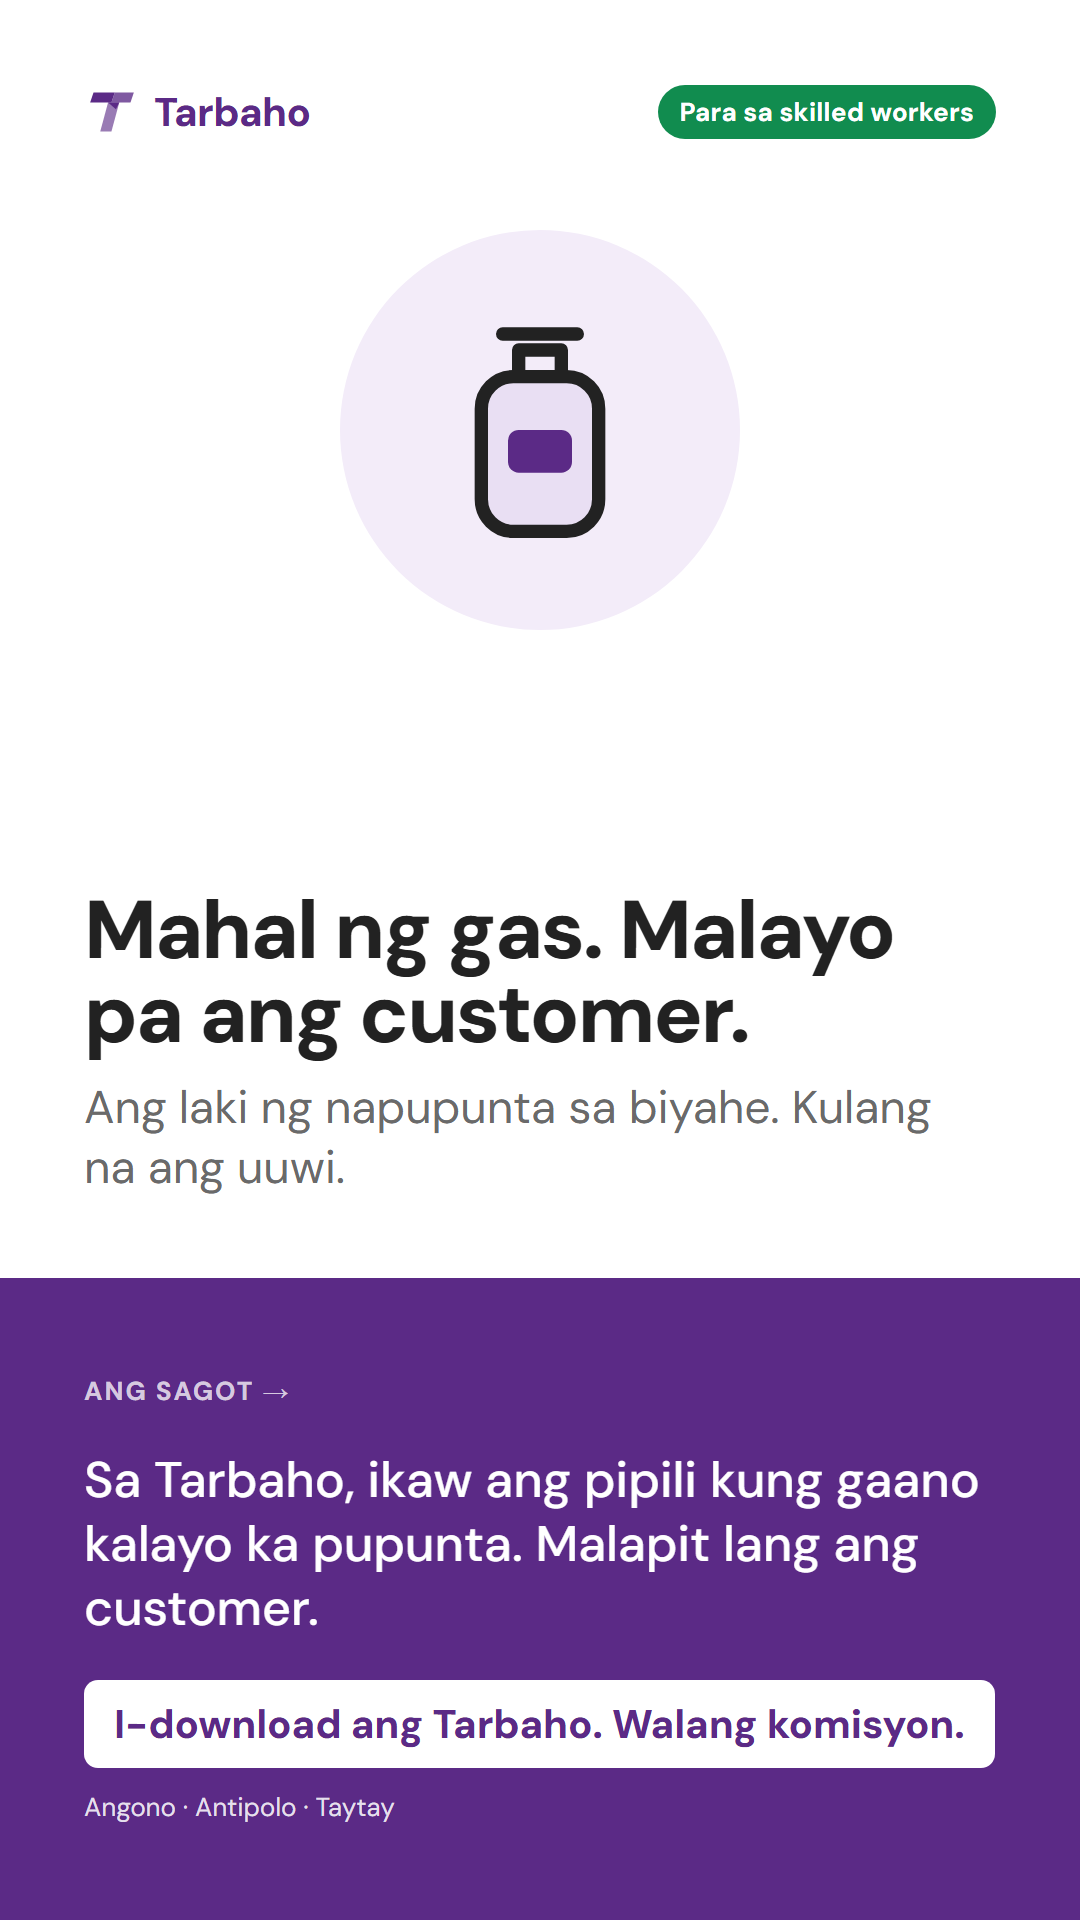 Tarbaho
Para sa skilled workers
Mahal ng gas. Malayo
pa ang customer.
Ang laki ng napupunta sa biyahe. Kulang
na ang uuwi.
ANG SAGOT →
Sa Tarbaho, ikaw ang pipili kung gaano
kalayo ka pupunta. Malapit lang ang
customer.
I-download ang Tarbaho. Walang komisyon.
Angono · Antipolo · Taytay